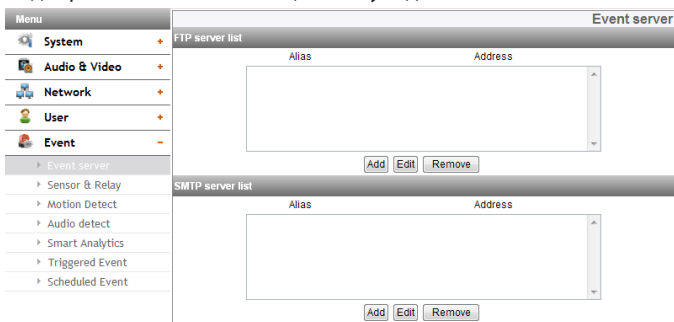 Menu
Event server
System +
Audio & Video +
Network +
User +
Event -
Event server
Sensor & Relay
Motion Detect
Audio detect
Smart Analytics
Triggered Event
Scheduled Event
FTP server list
Alias Address
Add Edit Remove
SMTP server list
Alias Address
Add Edit Remove